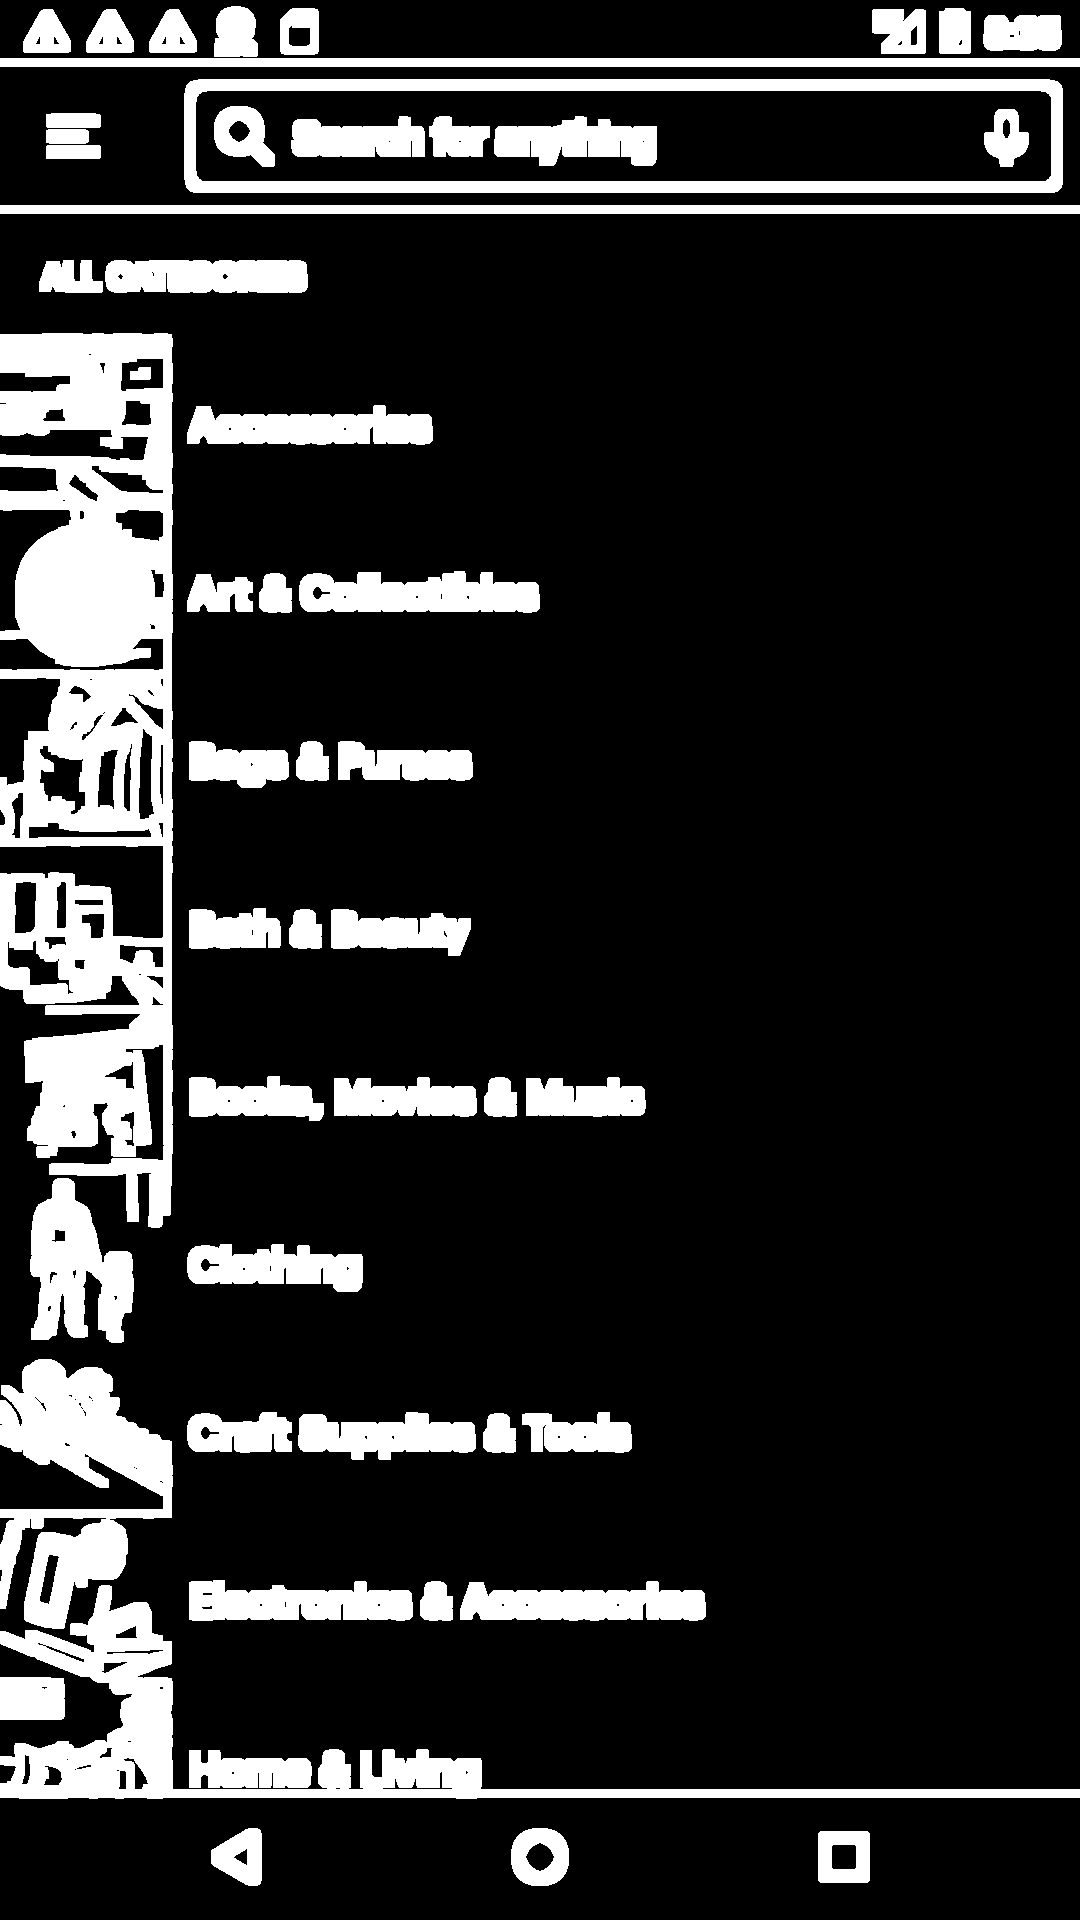 Search for anything
ALL CATEGORIES
Accessories
Art & Collectibles
Bags & Purses
Bath & Beauty
Books, Movies & Music
Clothing
Craft Supplies & Tools
Electronics & Accessories
Home & Living